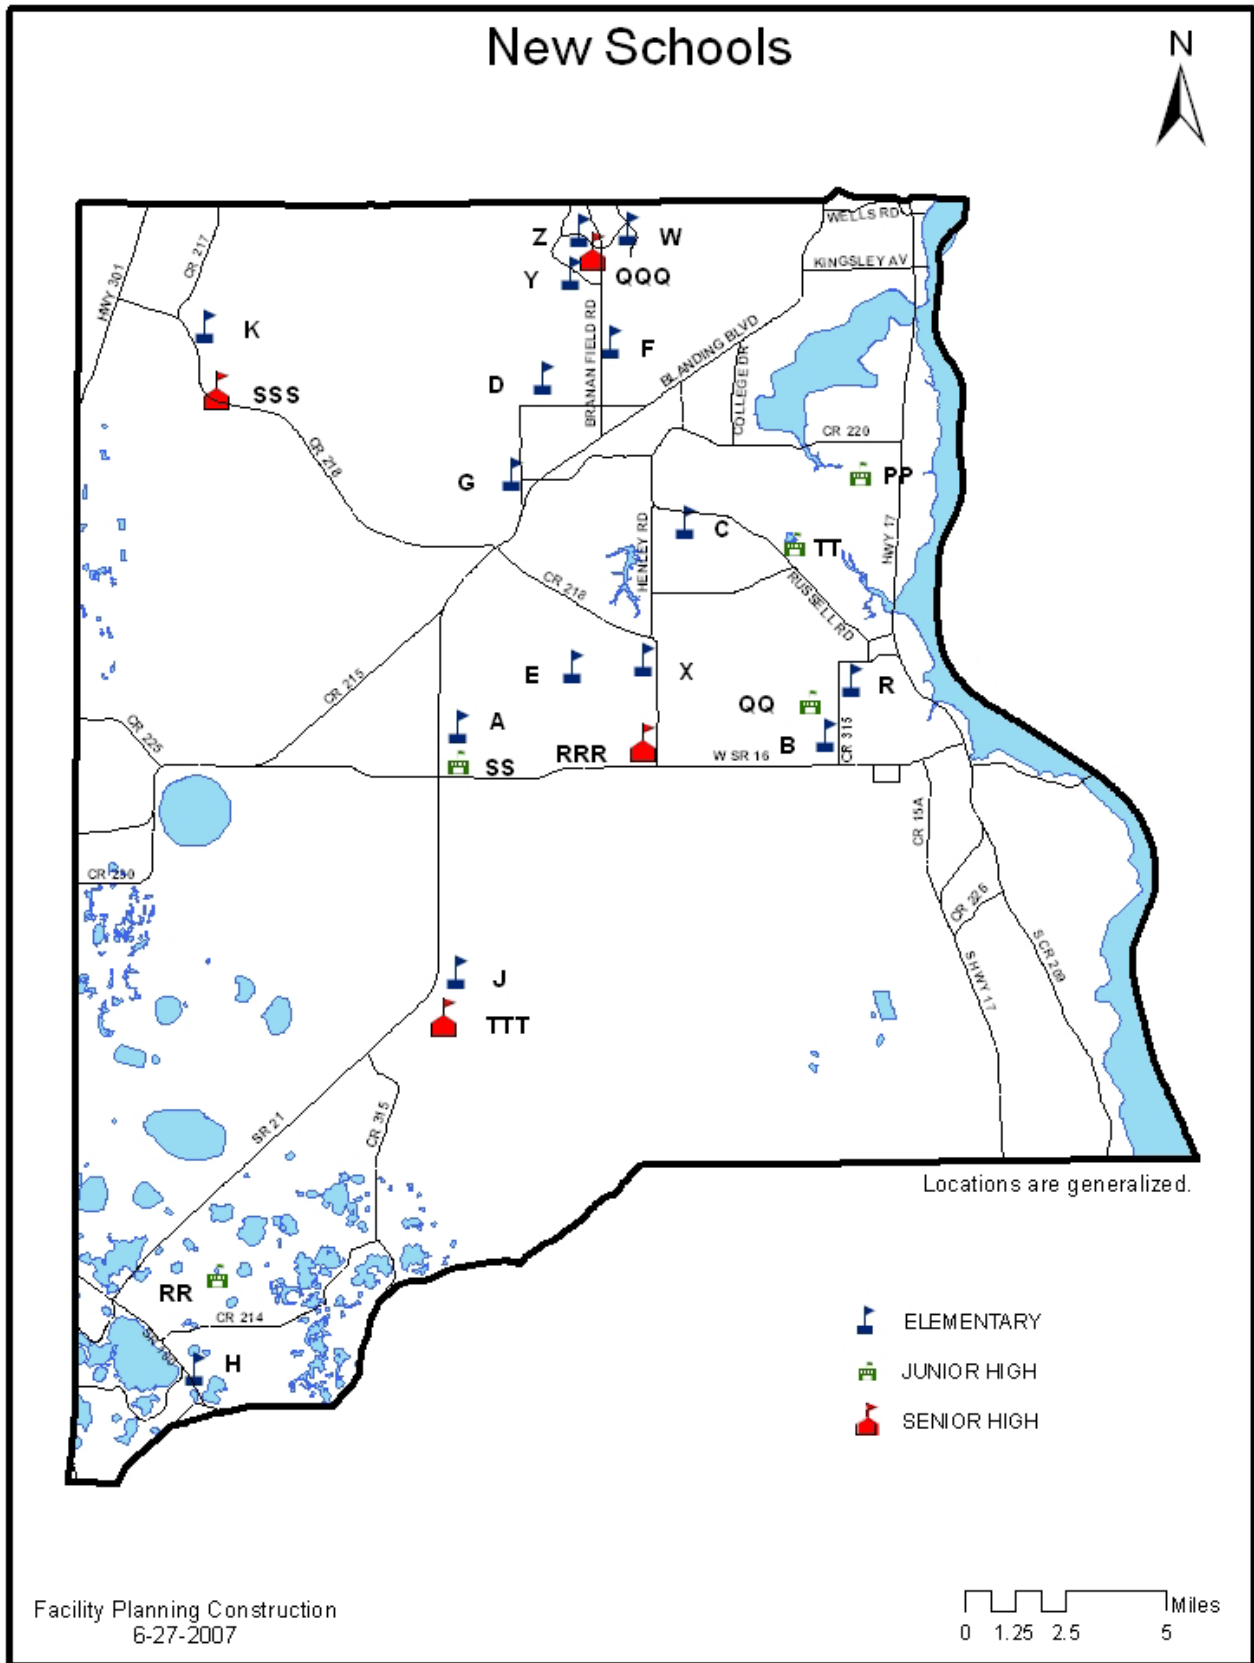 New Schools
N
WELLS RD
Z
W
CR 217
KINGSLEY AV
HWY 301
Y
QQQ
K
F
BRANAN FIELD RD
BLANDING BLVD
COLLEGE DR
D
SSS
CR 220
CR 218
G
PP
HENLEY RD
C
HWY 17
TT
CR 218
RUSSELL RD
E
X
CR 215
R
QQ
CR 225
A
B
CR 315
RRR
W SR 16
SS
CR 15A
CR 230
CR 226
S CR 209
S HWY 17
J
TTT
SR 21
CR 315
Locations are generalized.
RR
CR 214
H
ELEMENTARY
JUNIOR HIGH
SENIOR HIGH
Facility Planning Construction
6-27-2007
Miles
0 1.25 2.5 5